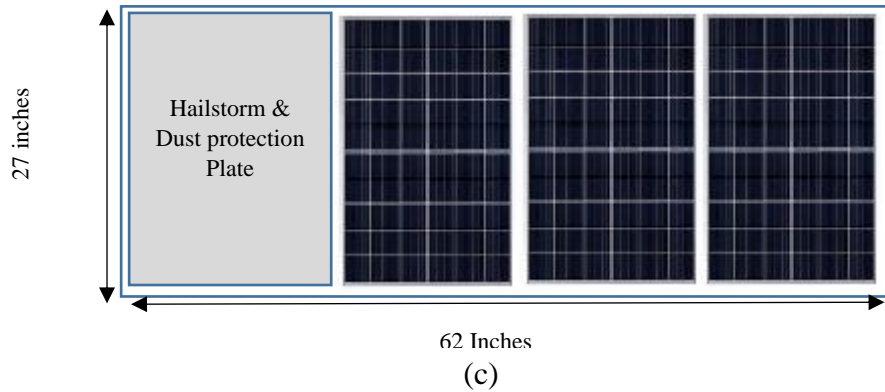 27 inches
Hailstorm &
Dust protection
Plate
62 Inches
(c)